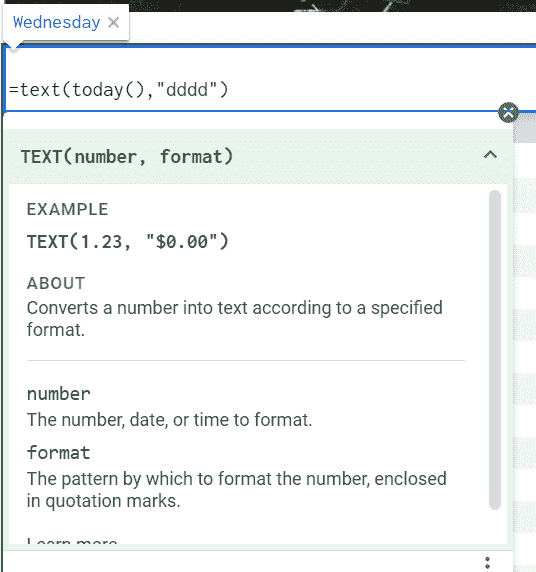 Wednesday ×
=text(today(),"dddd")
TEXT(number, format)
EXAMPLE
TEXT(1.23, "$0.00")
ABOUT
Converts a number into text according to a specified
format.
number
The number, date, or time to format.
format
The pattern by which to format the number, enclosed
in quotation marks.
Learn more